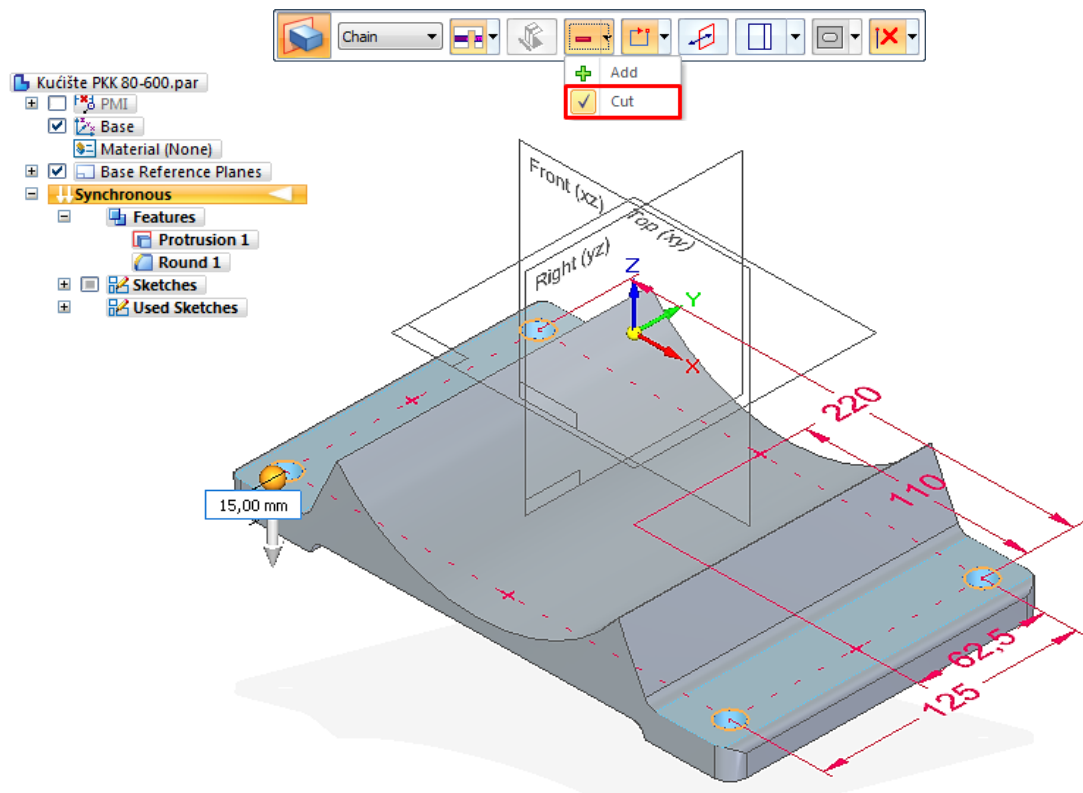 Chain
Add
Cut
Kućište PKK 80-600.par
PMI
Base
Material (None)
Base Reference Planes
Synchronous
Features
Protrusion 1
Round 1
Sketches
Used Sketches
Front (xz)
Top (xy)
Right (yz)
Z
Y
X
220
110
15,00 mm
62,5
125